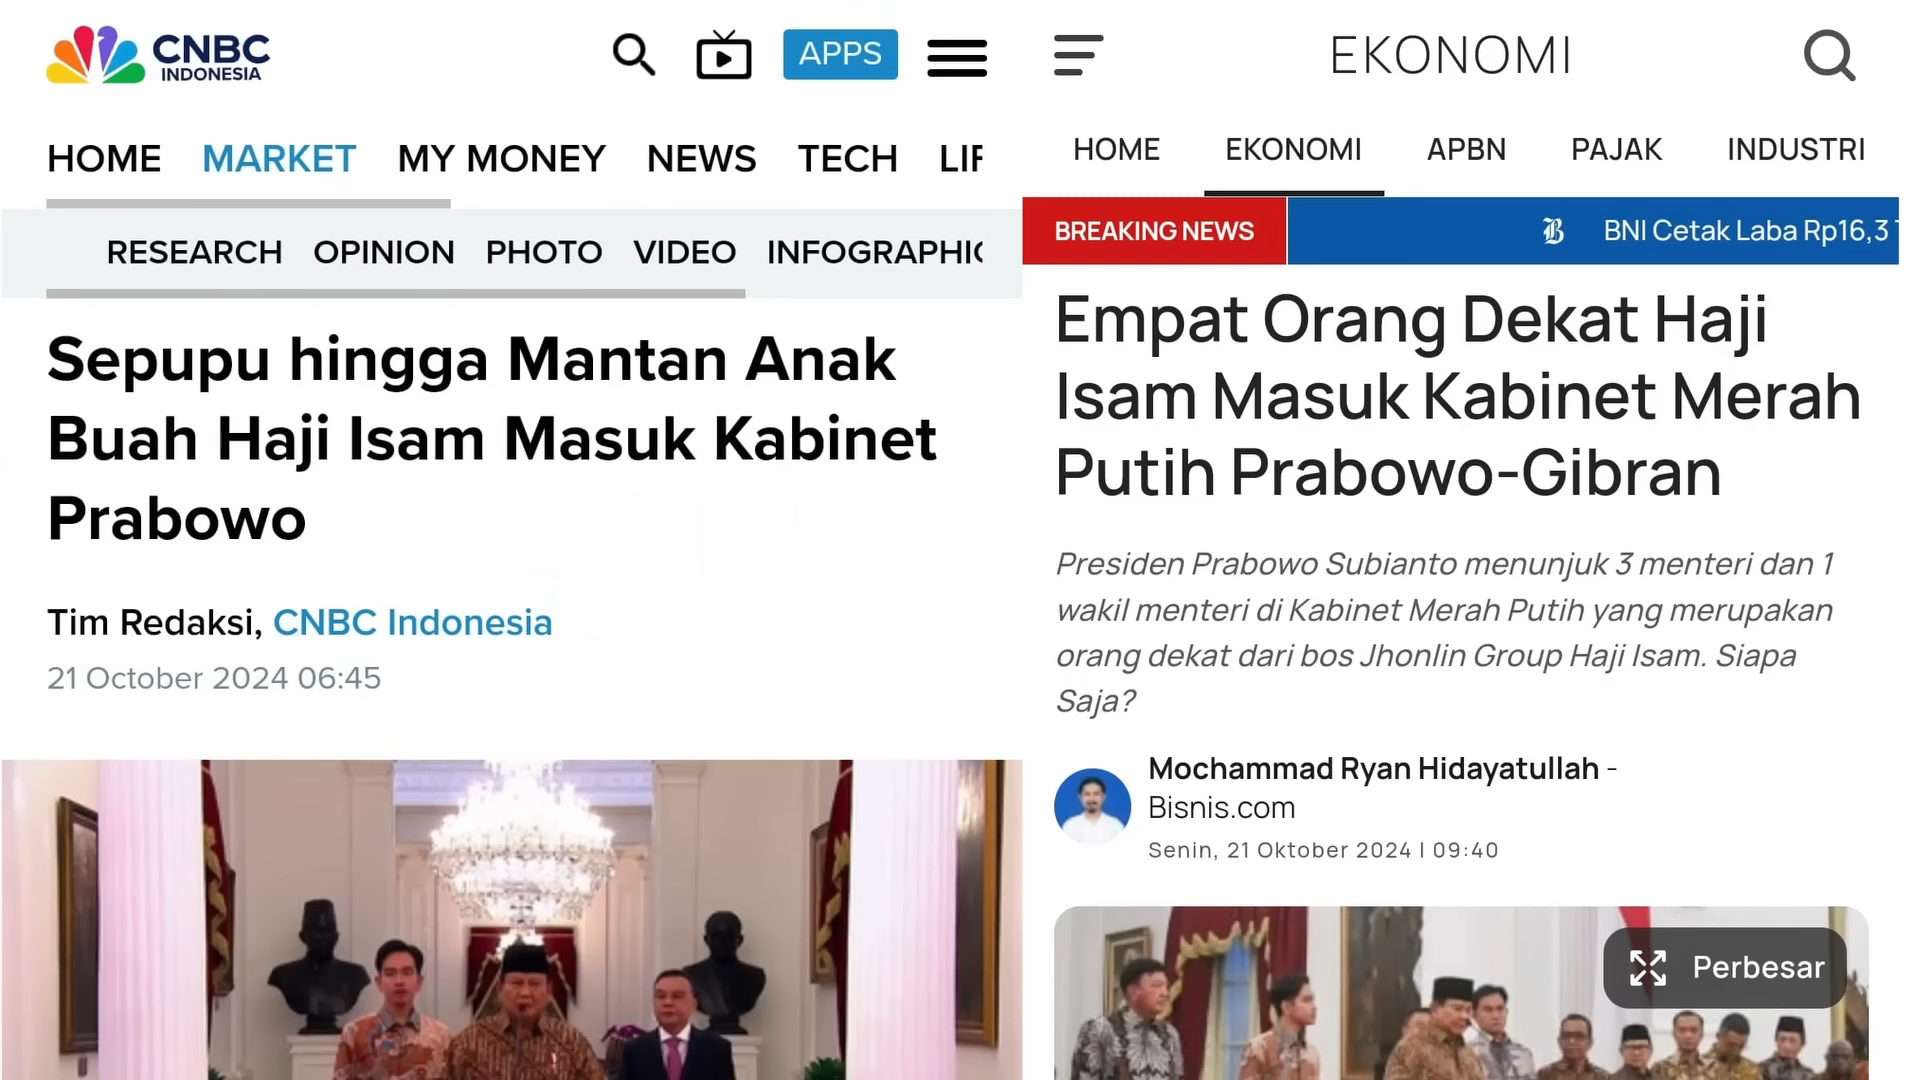 CNBC
INDONESIA
APPS
HOME MARKET MY MONEY NEWS TECH LIF
RESEARCH OPINION PHOTO VIDEO INFOGRAPHIC
Sepupu hingga Mantan Anak
Buah Haji Isam Masuk Kabinet
Prabowo
Tim Redaksi, CNBC Indonesia
21 October 2024 06:45
EKONOMI
HOME EKONOMI APBN PAJAK INDUSTRI
BREAKING NEWS B BNI Cetak Laba Rp16,3 T
Empat Orang Dekat Haji
Isam Masuk Kabinet Merah
Putih Prabowo-Gibran
Presiden Prabowo Subianto menunjuk 3 menteri dan 1
wakil menteri di Kabinet Merah Putih yang merupakan
orang dekat dari bos Jhonlin Group Haji Isam. Siapa
Saja?
Mochammad Ryan Hidayatullah -
Bisnis.com
Senin, 21 Oktober 2024 | 09:40
Perbesar